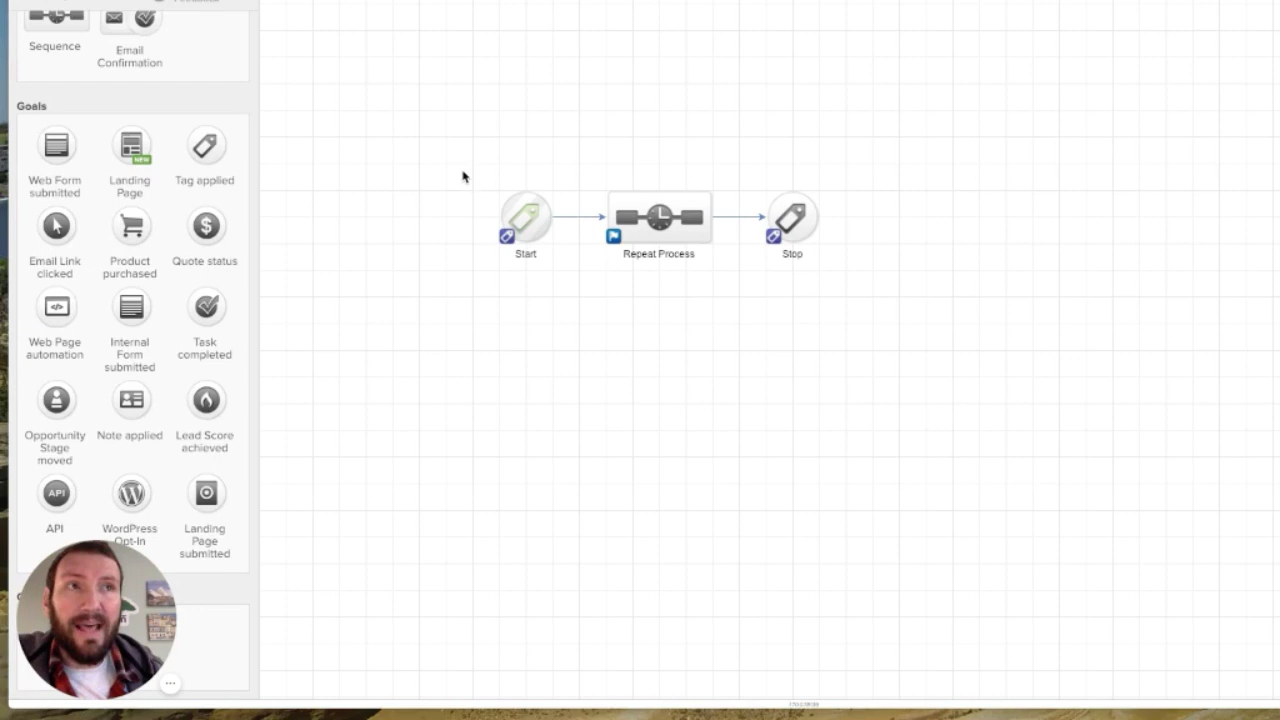 Sequence
Email
Confirmation
Goals
NEW
Web Form
submitted
Landing
Page
Tag applied
Email Link
clicked
Product
purchased
Quote status
$
</>
Web Page
automation
Internal
Form
submitted
Task
completed
Opportunity
Stage
moved
Note applied
Lead Score
achieved
API
API
WordPress
Opt-In
Landing
Page
submitted
Start
Repeat Process
Stop